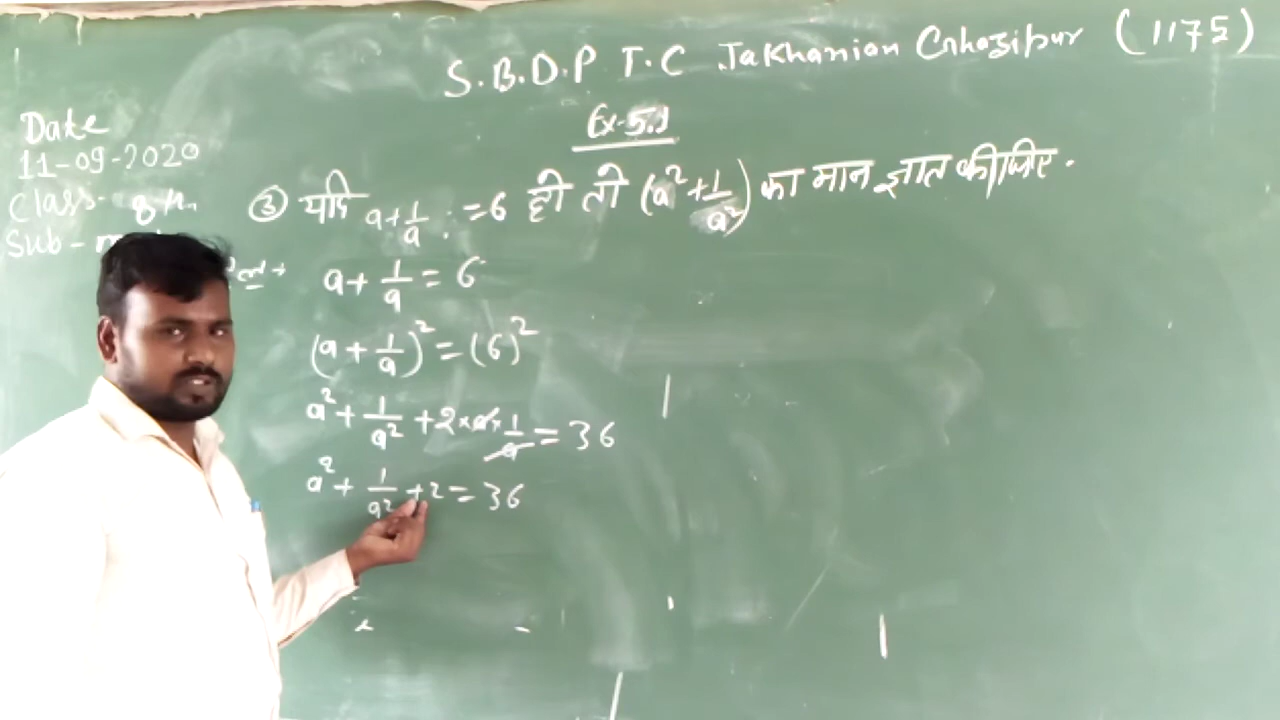 S.B.D.P T.C Jakhanian Ghazipur (1175)
Ex-5.1
Date
11-09-2020
Class- 8th
Sub-
③ यदि a+1/a =6 हो तो (a²+1/a²) का मान ज्ञात कीजिए.
a+1/a=6
(a+1/a)²=(6)²
a²+1/a²+2×a×1/a=36
a²+1/a²+2=36